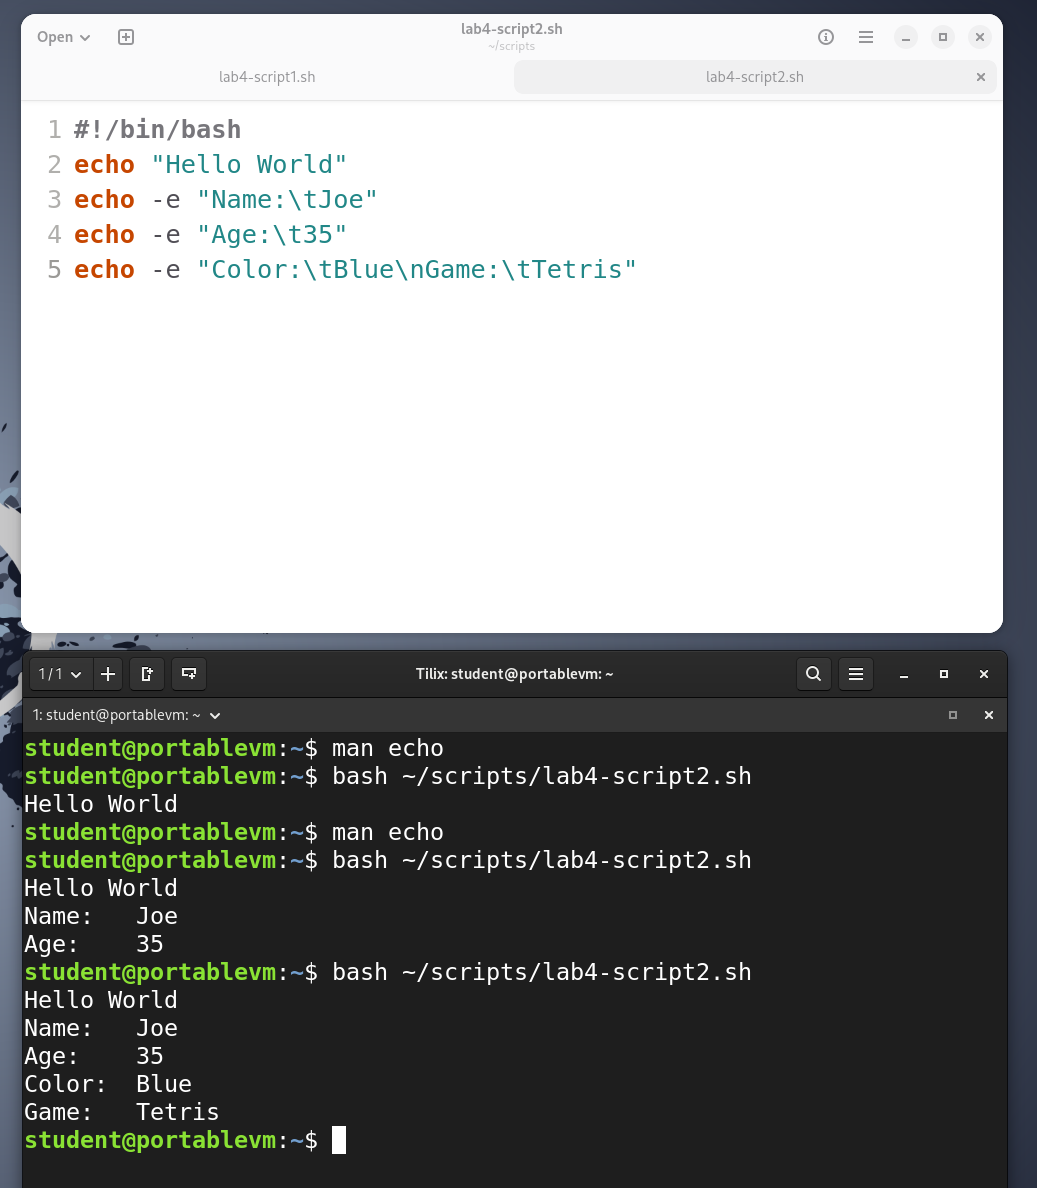 Open
lab4-script2.sh
~/scripts
lab4-script1.sh
lab4-script2.sh
1 #!/bin/bash
2 echo "Hello World"
3 echo -e "Name:\tJoe"
4 echo -e "Age:\t35"
5 echo -e "Color:\tBlue\nGame:\tTetris"
1/1
Tilix: student@portablevm: ~
1: student@portablevm: ~
student@portablevm:~$ man echo
student@portablevm:~$ bash ~/scripts/lab4-script2.sh
Hello World
student@portablevm:~$ man echo
student@portablevm:~$ bash ~/scripts/lab4-script2.sh
Hello World
Name:   Joe
Age:    35
student@portablevm:~$ bash ~/scripts/lab4-script2.sh
Hello World
Name:   Joe
Age:    35
Color:  Blue
Game:   Tetris
student@portablevm:~$